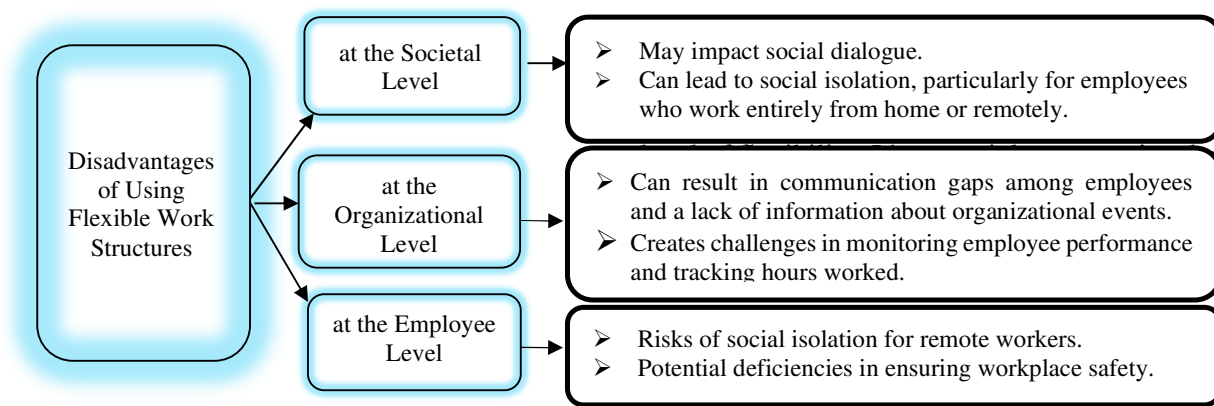 Disadvantages
of Using
Flexible Work
Structures
at the Societal
Level
➢ May impact social dialogue.
➢ Can lead to social isolation, particularly for employees
who work entirely from home or remotely.
at the
Organizational
Level
➢ Can result in communication gaps among employees
and a lack of information about organizational events.
➢ Creates challenges in monitoring employee performance
and tracking hours worked.
at the Employee
Level
➢ Risks of social isolation for remote workers.
➢ Potential deficiencies in ensuring workplace safety.